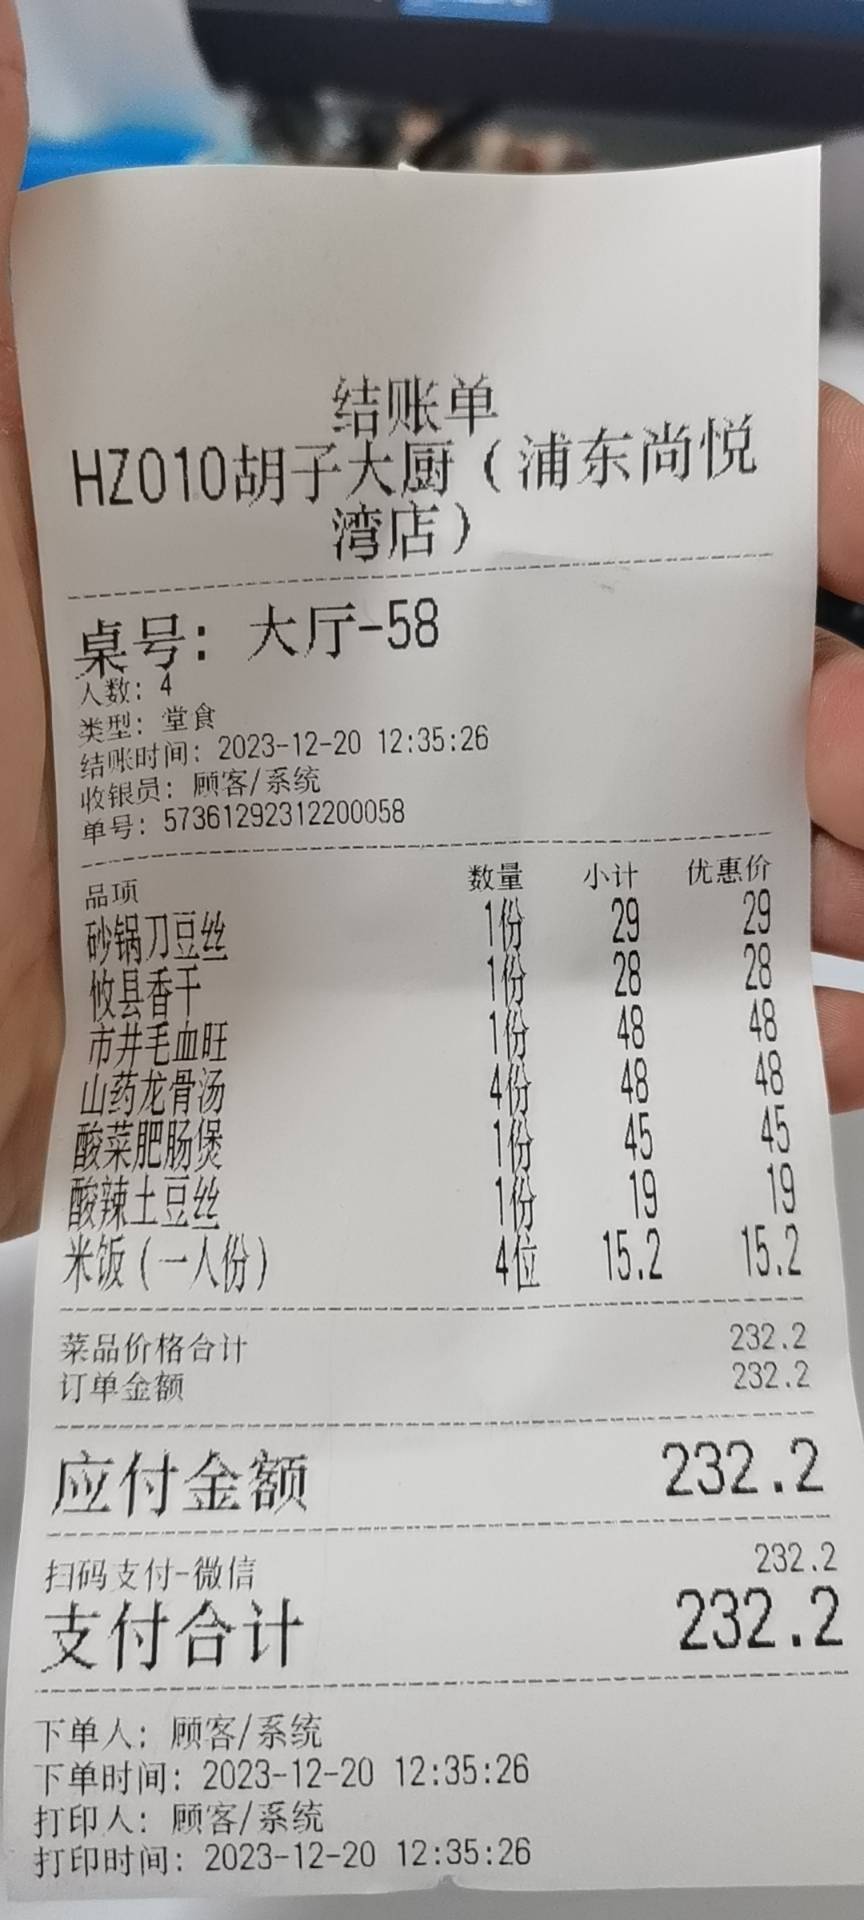 结账单
HZ010胡子大厨（浦东尚悦
湾店）
桌号：大厅-58
人数：4
类型：堂食
结账时间：2023-12-20 12:35:26
收银员：顾客/系统
单号：57361292312200058
品项 数量 小计 优惠价
砂锅刀豆丝 1份 29 29
攸县香干 1份 28 28
市井毛血旺 1份 48 48
山药龙骨汤 4份 48 48
酸菜肥肠煲 1份 45 45
酸辣土豆丝 1份 19 19
米饭（一人份） 4位 15.2 15.2
菜品价格合计 232.2
订单金额 232.2
应付金额 232.2
扫码支付-微信 232.2
支付合计 232.2
下单人：顾客/系统
下单时间：2023-12-20 12:35:26
打印人：顾客/系统
打印时间：2023-12-20 12:35:26